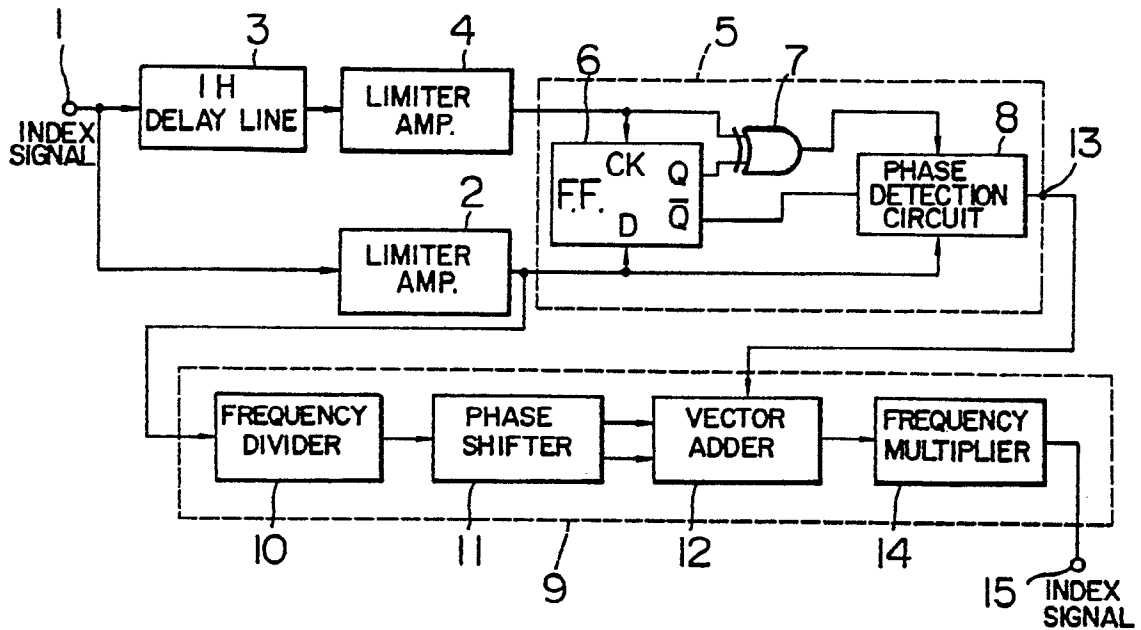 1
3
4
5
6
7
8
13
1H
DELAY LINE
LIMITER
AMP.
INDEX
SIGNAL
CK
Q
F.F.
Q̅
D
PHASE
DETECTION
CIRCUIT
2
LIMITER
AMP.
FREQUENCY
DIVIDER
PHASE
SHIFTER
VECTOR
ADDER
FREQUENCY
MULTIPLIER
10
11
12
14
9
15
INDEX
SIGNAL